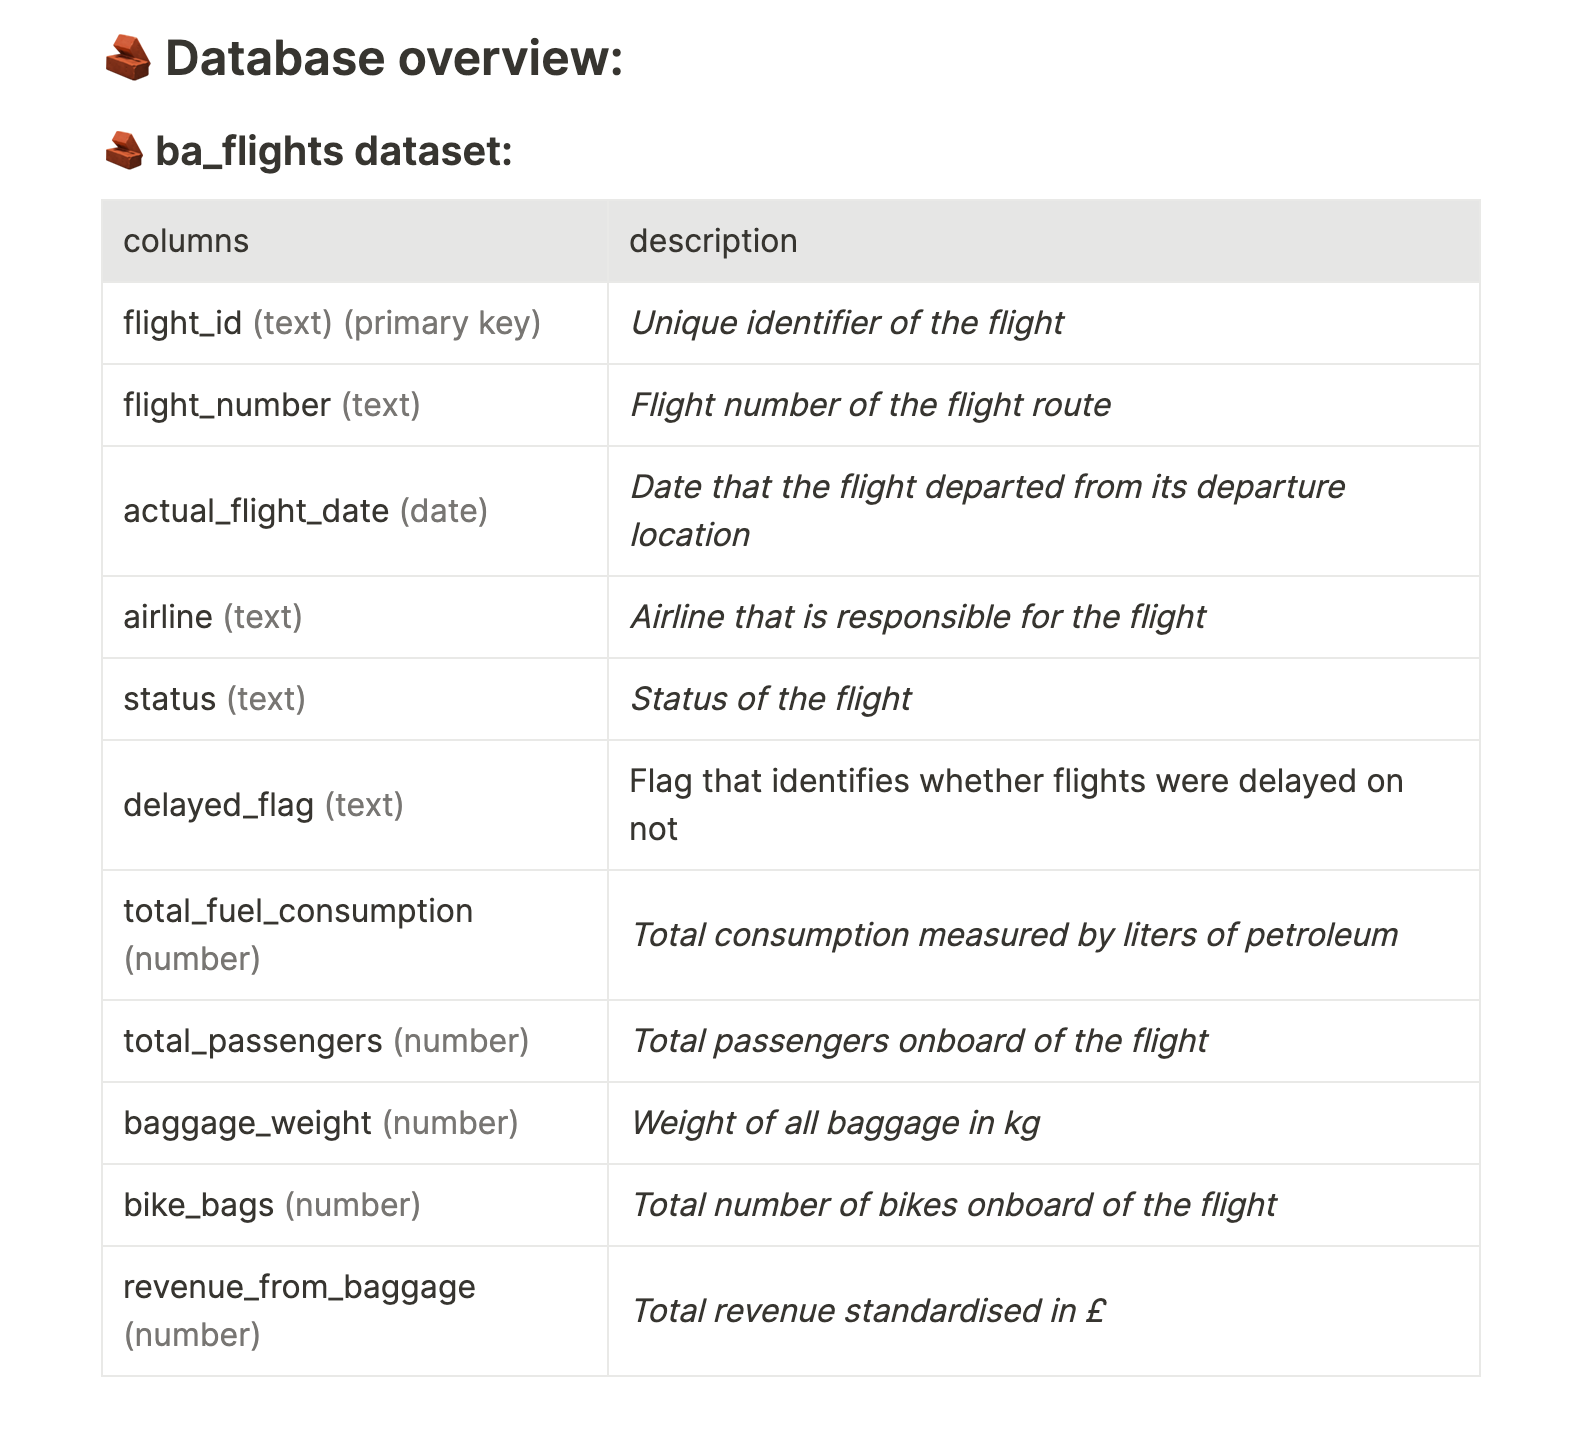 Database overview:
ba_flights dataset:
columns
description
flight_id (text) (primary key)
Unique identifier of the flight
flight_number (text)
Flight number of the flight route
actual_flight_date (date)
Date that the flight departed from its departure
location
airline (text)
Airline that is responsible for the flight
status (text)
Status of the flight
delayed_flag (text)
Flag that identifies whether flights were delayed on
not
total_fuel_consumption
(number)
Total consumption measured by liters of petroleum
total_passengers (number)
Total passengers onboard of the flight
baggage_weight (number)
Weight of all baggage in kg
bike_bags (number)
Total number of bikes onboard of the flight
revenue_from_baggage
(number)
Total revenue standardised in £